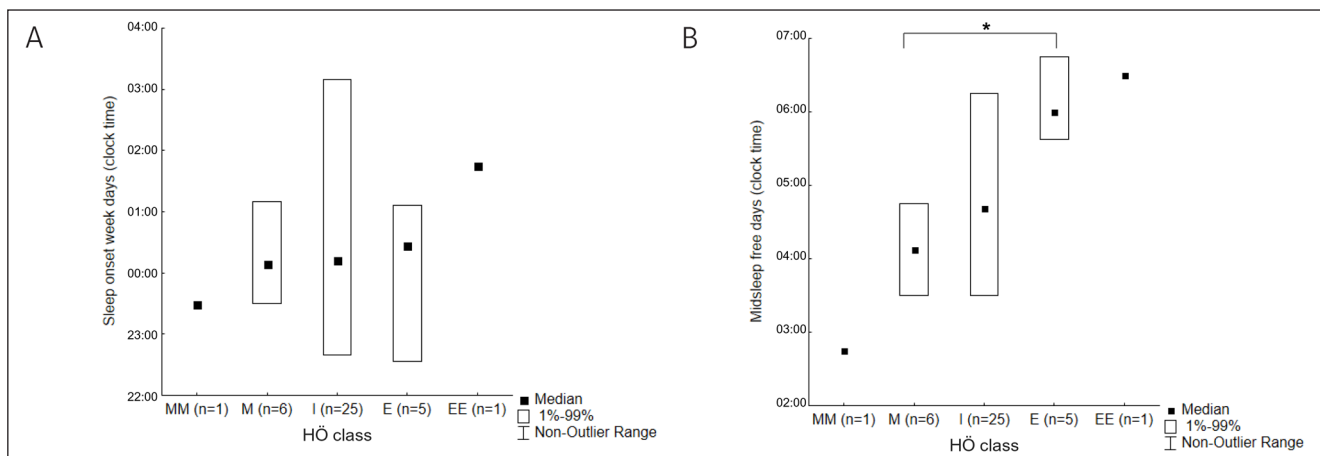 A
Sleep onset week days (clock time)
04:00
03:00
02:00
01:00
00:00
23:00
22:00
MM (n=1) M (n=6) I (n=25) E (n=5) EE (n=1)
HÖ class
Median
1%-99%
Non-Outlier Range
B
*
Midsleep free days (clock time)
07:00
06:00
05:00
04:00
03:00
02:00
MM (n=1) M (n=6) I (n=25) E (n=5) EE (n=1)
HÖ class
Median
1%-99%
Non-Outlier Range